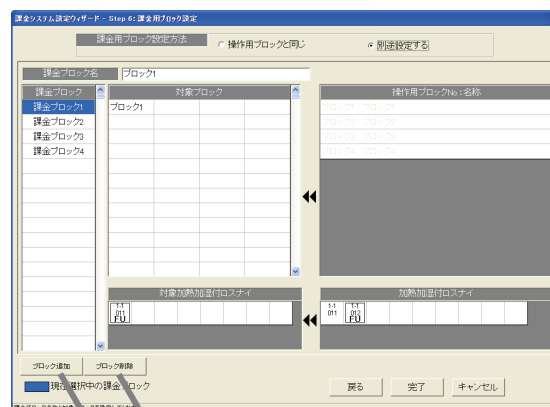 課金システム設定ウィザード - Step 6: 課金用ブロック設定
課金用ブロック設定方法
操作用ブロックと同じ
別途設定する
課金ブロック名
ブロック1
課金ブロック
対象ブロック
操作用ブロックNo.:名称
課金ブロック1
ブロック1
ブロック1 : ブロック1
課金ブロック2
ブロック2 : ブロック2
課金ブロック3
ブロック3 : ブロック3
課金ブロック4
ブロック4 : ブロック4
対象加熱加湿付ロスナイ
加熱加湿付ロスナイ
1-1
011
FU
1-1
011
1-1
012
FU
ブロック追加
ブロック削除
現在選択中の課金ブロック
戻る
完了
キャンセル